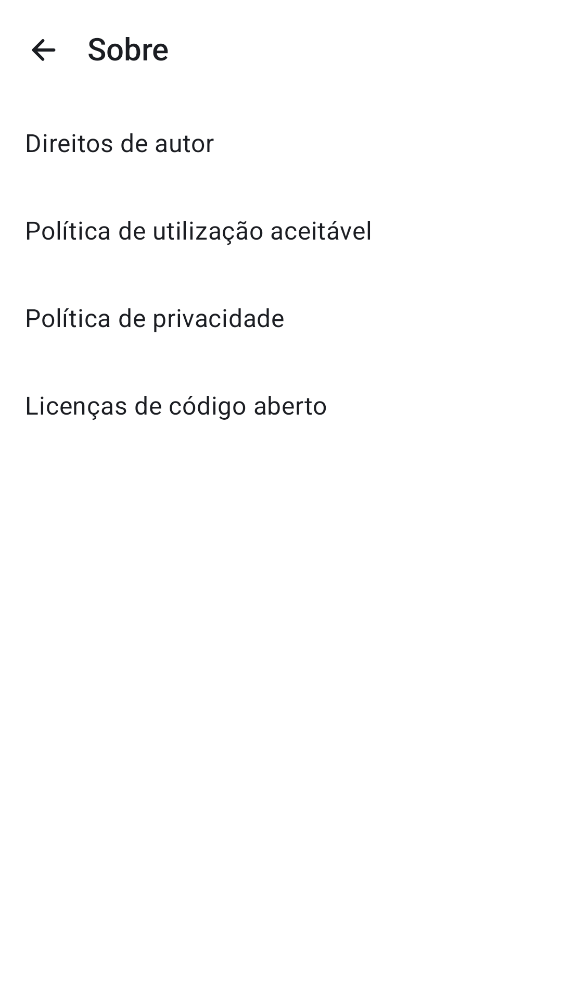 Sobre
Direitos de autor
Política de utilização aceitável
Política de privacidade
Licenças de código aberto